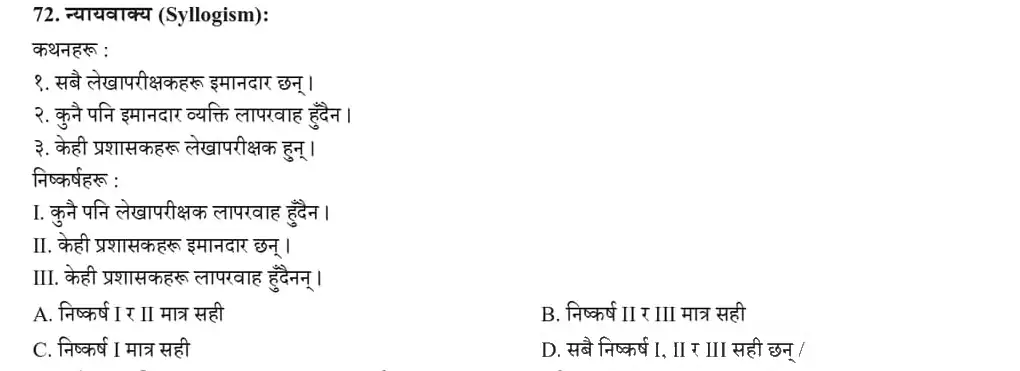 72. न्यायवाक्य (Syllogism):
कथनहरू :
१. सबै लेखापरीक्षकहरू इमानदार छन् ।
२. कुनै पनि इमानदार व्यक्ति लापरवाह हुँदैन ।
३. केही प्रशासकहरू लेखापरीक्षक हुन् ।
निष्कर्षहरू :
I. कुनै पनि लेखापरीक्षक लापरवाह हुँदैन ।
II. केही प्रशासकहरू इमानदार छन् ।
III. केही प्रशासकहरू लापरवाह हुँदैनन् ।
A. निष्कर्ष I र II मात्र सही B. निष्कर्ष II र III मात्र सही
C. निष्कर्ष I मात्र सही D. सबै निष्कर्ष I, II र III सही छन् /